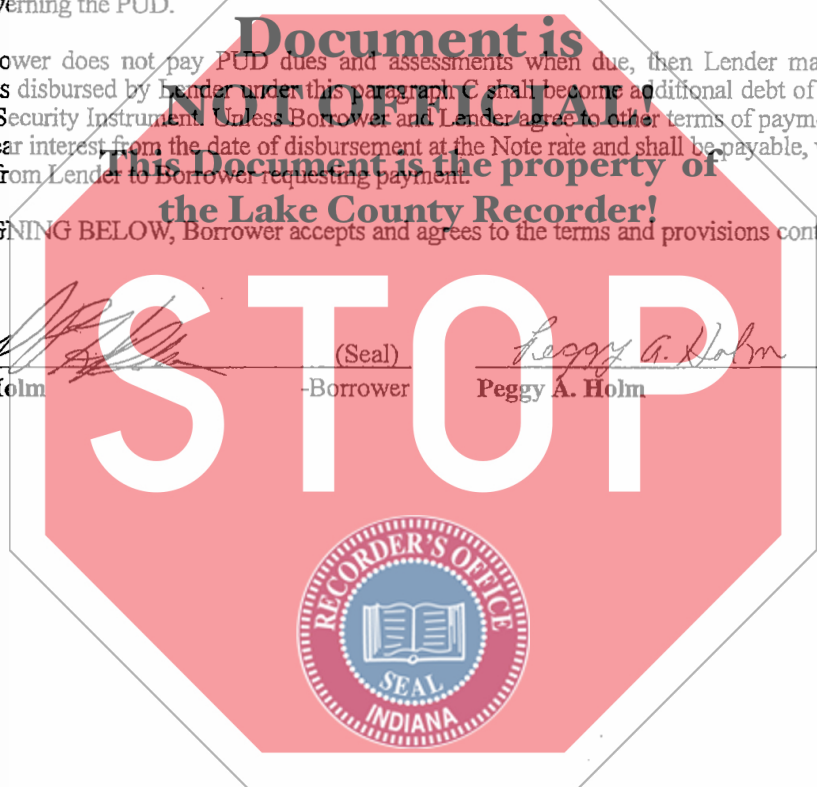 verning the PUD.
Document is
ower does not pay PUD dues and assessments when due, then Lender ma
s disbursed by Lender under this paragraph C shall become additional debt of
NOT OFFICIAL!
Security Instrument. Unless Borrower and Lender agree to other terms of payme
ar interest from the date of disbursement at the Note rate and shall be payable,
This Document is the property of
from Lender to Borrower requesting payment.
the Lake County Recorder!
GNING BELOW, Borrower accepts and agrees to the terms and provisions cont
STOP
(Seal)
Peggy A. Holm
olm
-Borrower
Peggy A. Holm
RECORDER'S OFFICE
SEAL
INDIANA